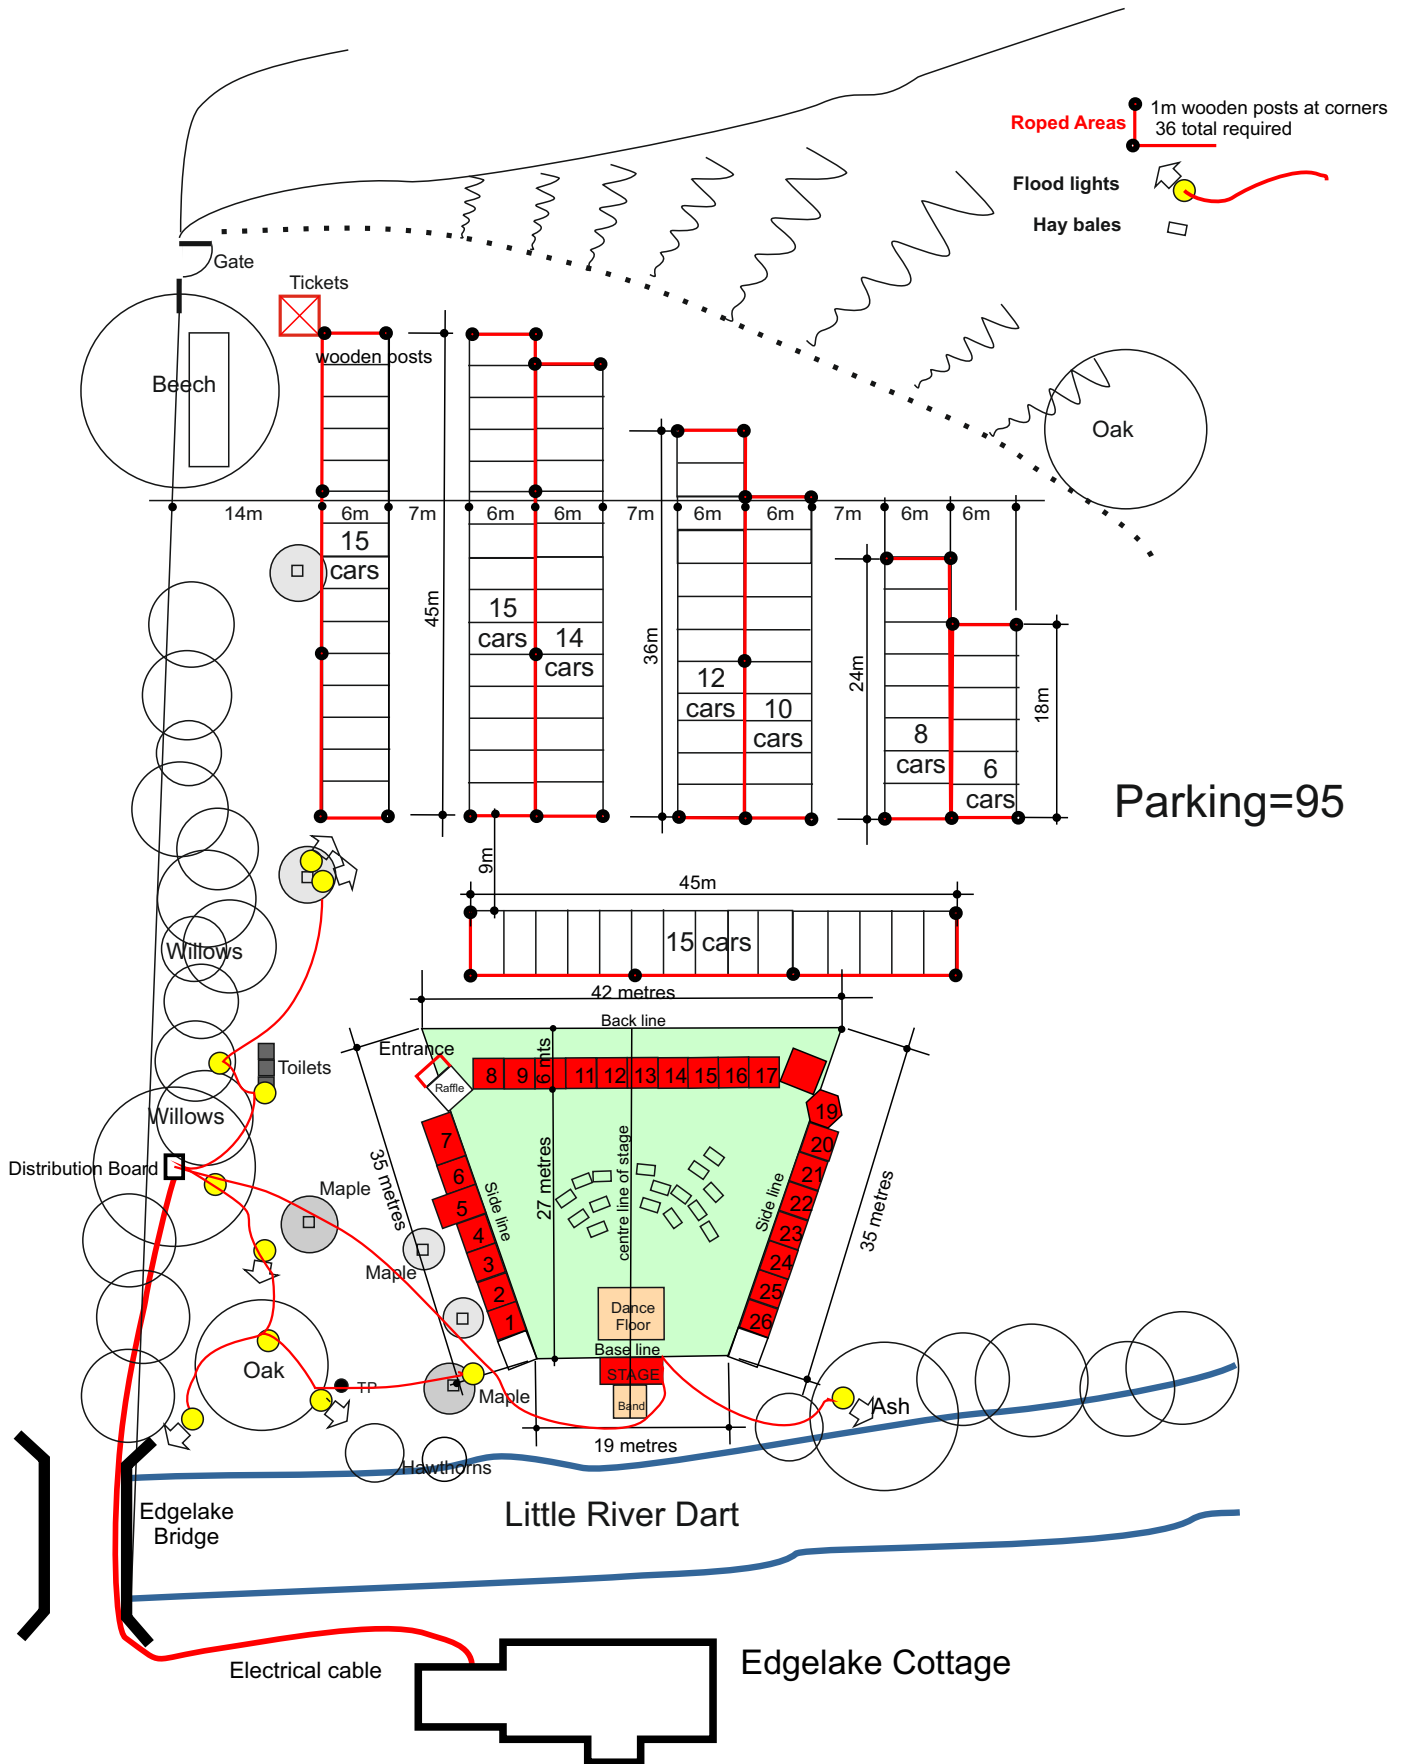 1m wooden posts at corners
Roped Areas
36 total required
Flood lights
Hay bales
Gate
Tickets
wooden posts
Beech
Oak
14m
6m
7m
6m
6m
7m
6m
6m
7m
6m
6m
15
cars
45m
15
cars
14
cars
36m
12
cars
10
cars
24m
8
cars
6
cars
18m
Parking=95
9m
45m
15 cars
Willows
42 metres
Back line
Entrance
6 mts
Toilets
Raffle
8
9
11
12
13
14
15
16
17
Willows
7
19
20
Distribution Board
35 metres
6
27 metres
centre line of stage
21
Maple
Side line
5
22
Side line
35 metres
4
23
Maple
3
24
2
25
1
26
Dance
Floor
Base line
Oak
STAGE
TP
Maple
Band
Ash
19 metres
Hawthorns
Edgelake
Bridge
Little River Dart
Electrical cable
Edgelake Cottage